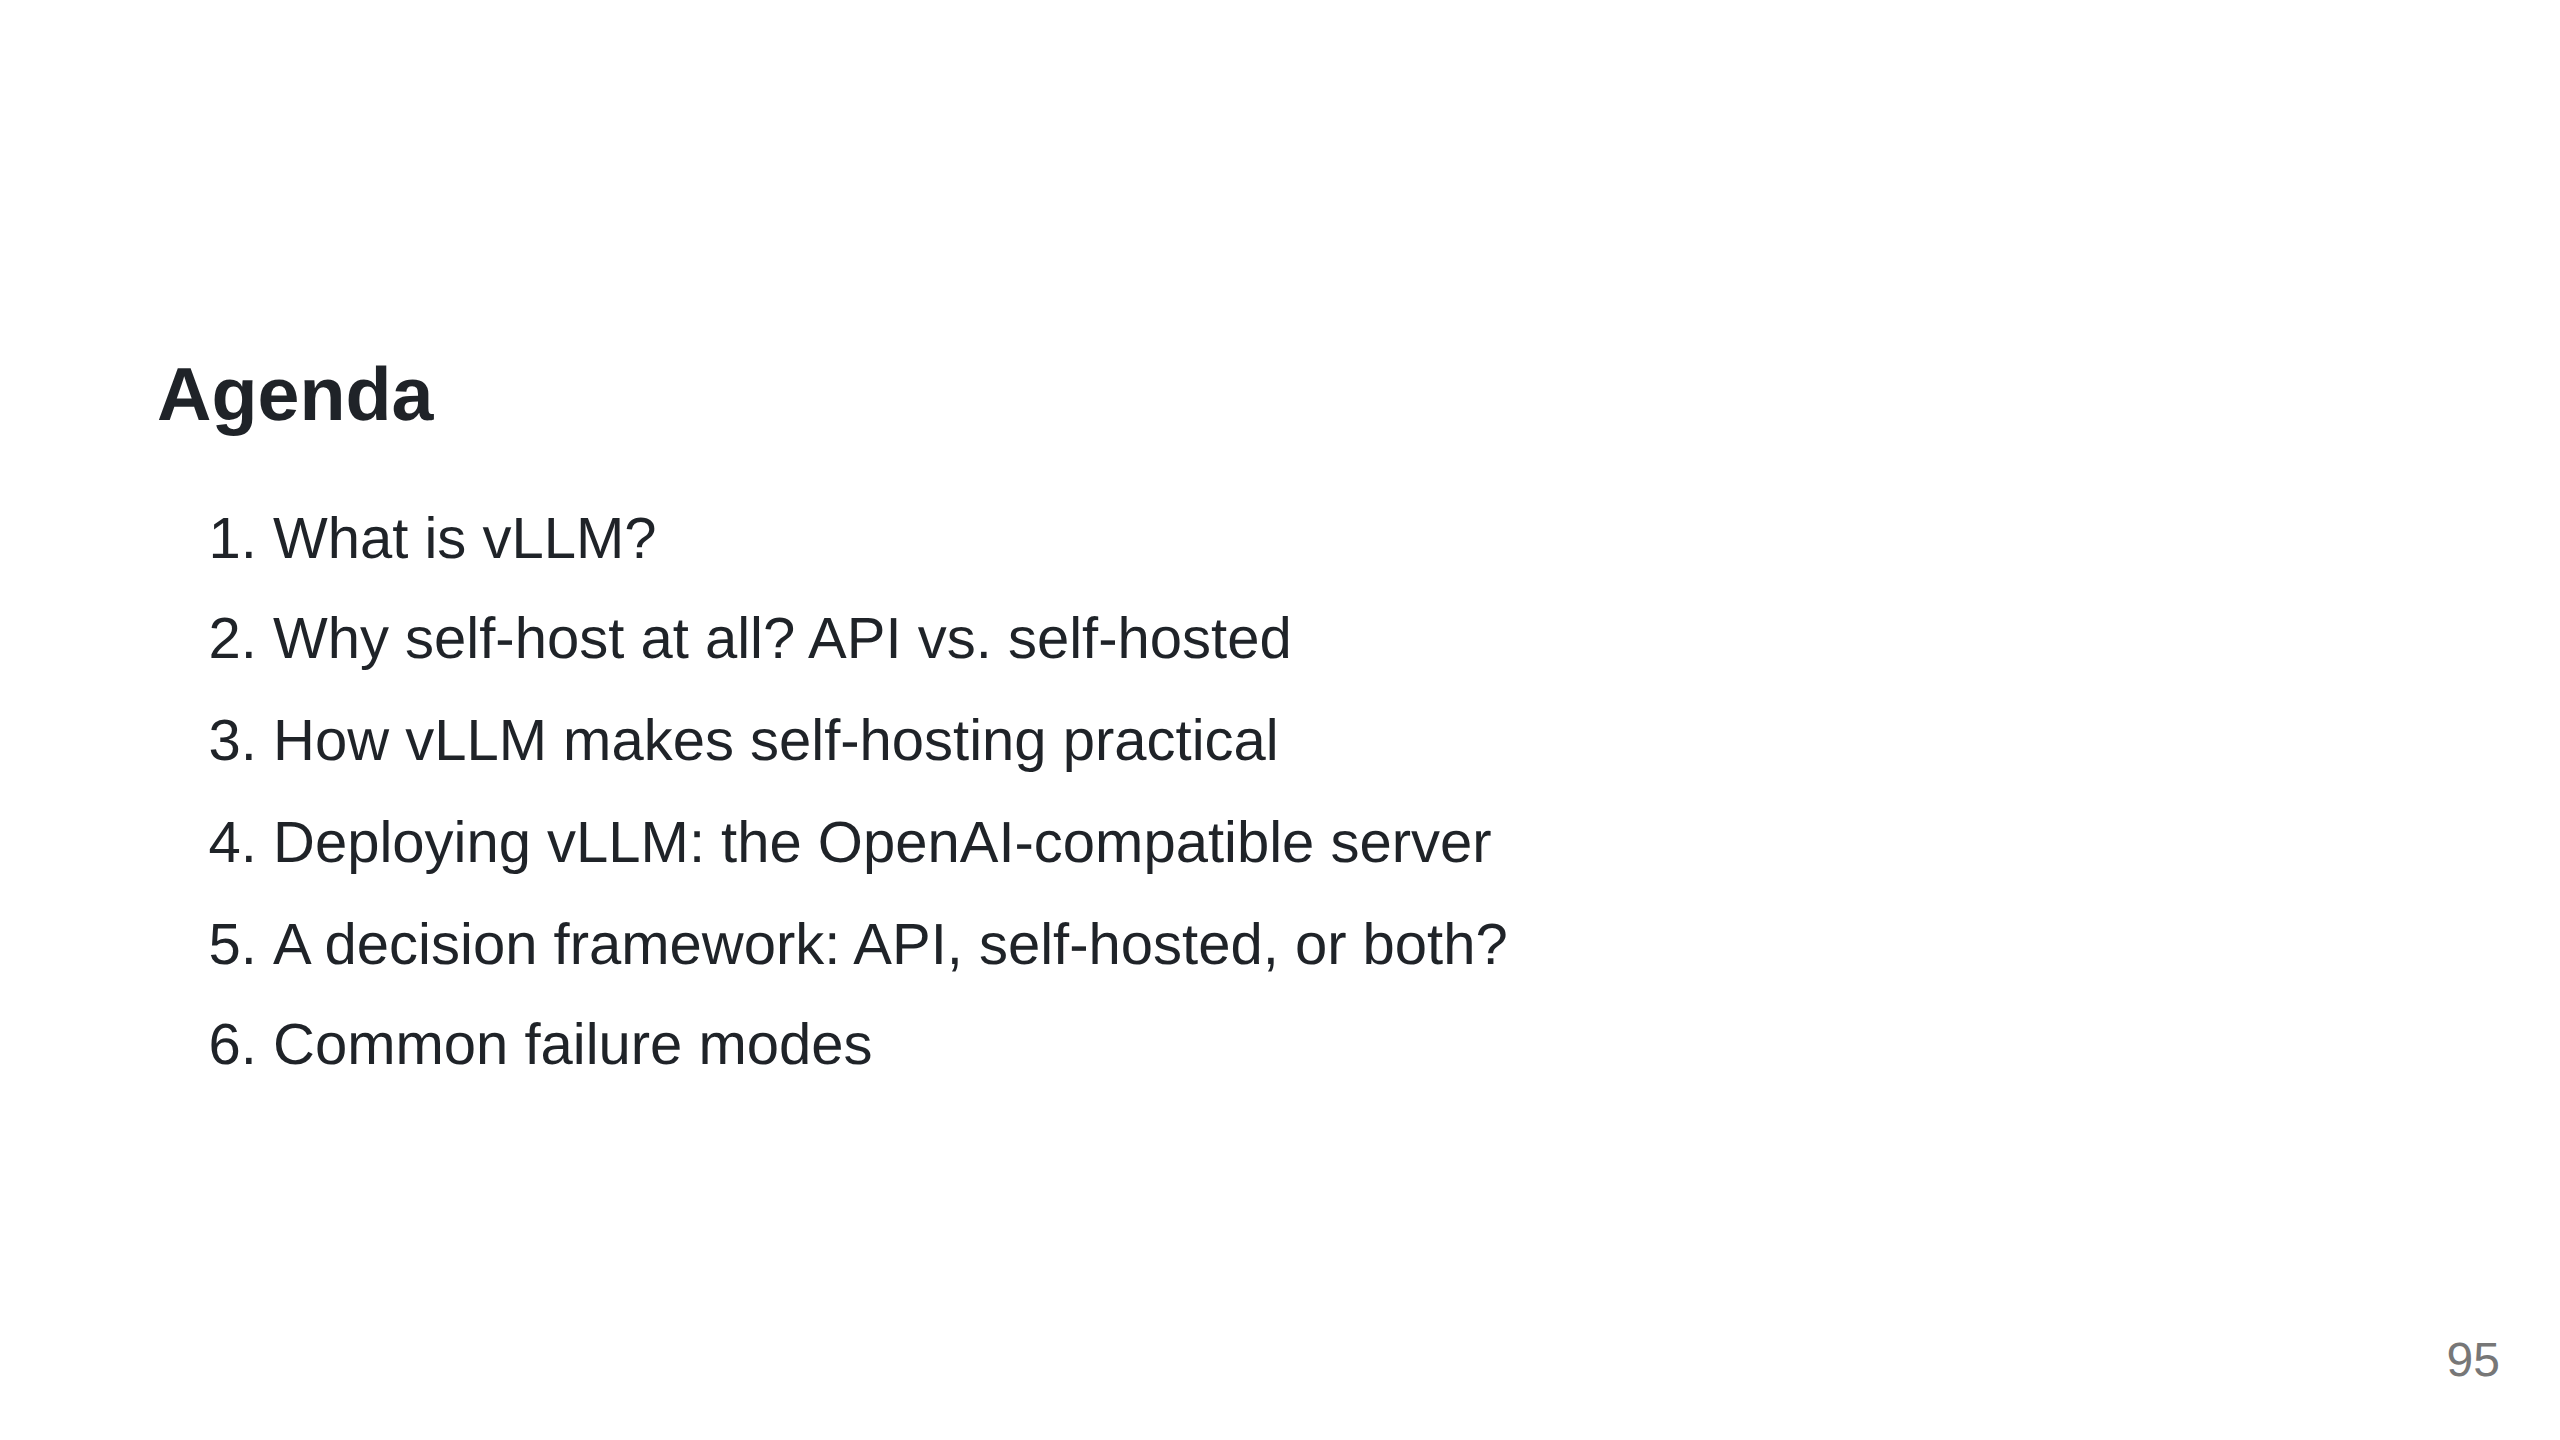 Agenda
1. What is vLLM?
2. Why self-host at all? API vs. self-hosted
3. How vLLM makes self-hosting practical
4. Deploying vLLM: the OpenAI-compatible server
5. A decision framework: API, self-hosted, or both?
6. Common failure modes
95